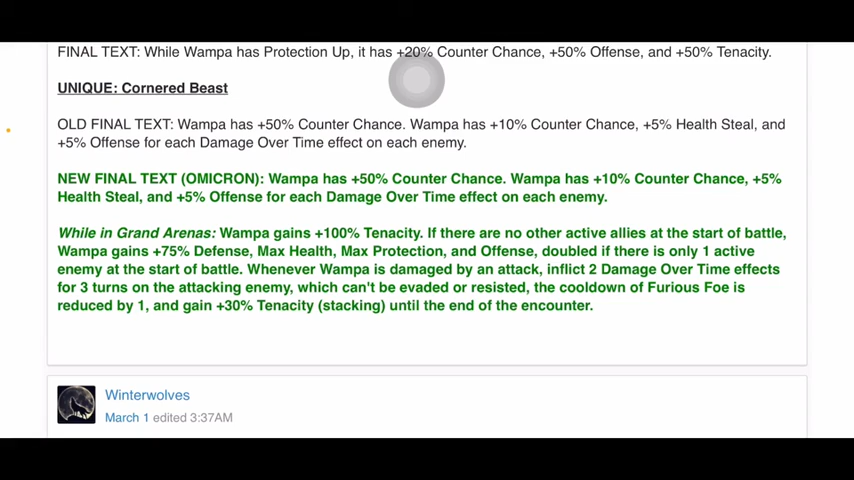 FINAL TEXT: While Wampa has Protection Up, it has +20% Counter Chance, +50% Offense, and +50% Tenacity.
UNIQUE: Cornered Beast
OLD FINAL TEXT: Wampa has +50% Counter Chance. Wampa has +10% Counter Chance, +5% Health Steal, and
+5% Offense for each Damage Over Time effect on each enemy.
NEW FINAL TEXT (OMICRON): Wampa has +50% Counter Chance. Wampa has +10% Counter Chance, +5%
Health Steal, and +5% Offense for each Damage Over Time effect on each enemy.
While in Grand Arenas: Wampa gains +100% Tenacity. If there are no other active allies at the start of battle,
Wampa gains +75% Defense, Max Health, Max Protection, and Offense, doubled if there is only 1 active
enemy at the start of battle. Whenever Wampa is damaged by an attack, inflict 2 Damage Over Time effects
for 3 turns on the attacking enemy, which can't be evaded or resisted, the cooldown of Furious Foe is
reduced by 1, and gain +30% Tenacity (stacking) until the end of the encounter.
Winterwolves
March 1 edited 3:37AM